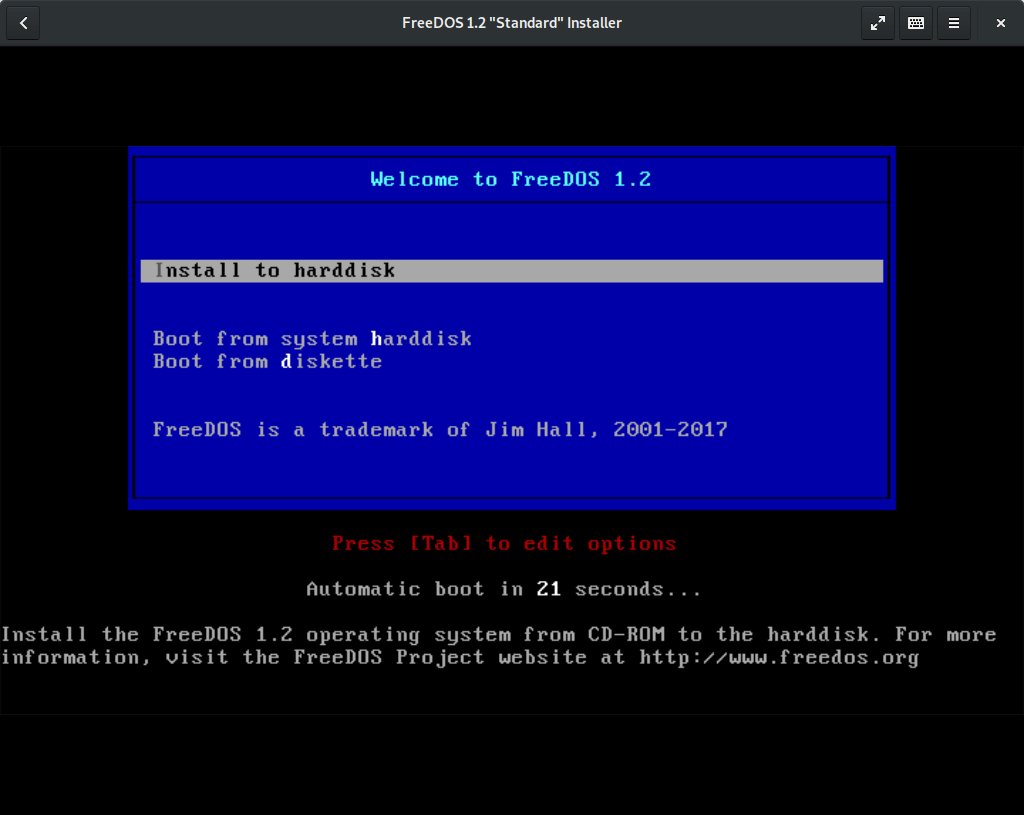 FreeDOS 1.2 "Standard" Installer
Welcome to FreeDOS 1.2
Install to harddisk
Boot from system harddisk
Boot from diskette
FreeDOS is a trademark of Jim Hall, 2001-2017
Press [Tab] to edit options
Automatic boot in 21 seconds...
Install the FreeDOS 1.2 operating system from CD-ROM to the harddisk. For more
information, visit the FreeDOS Project website at http://www.freedos.org